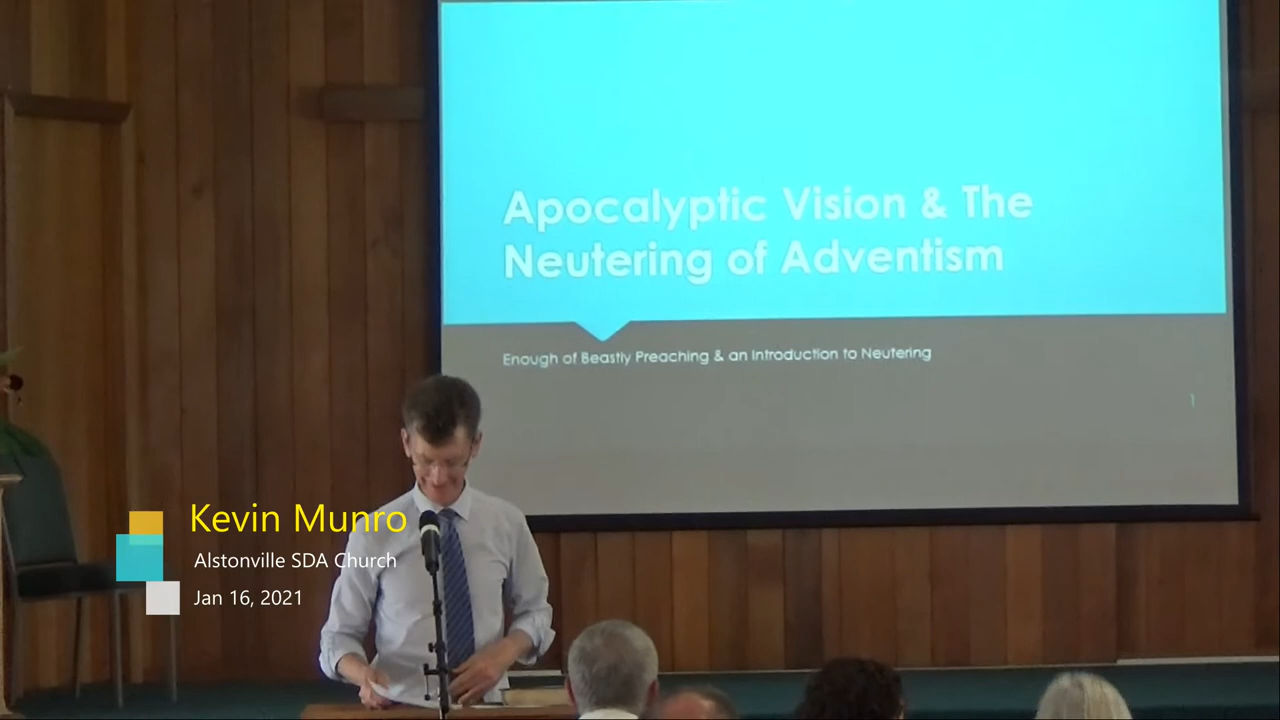 Apocalyptic Vision & The
Neutering of Adventism
Enough of Beastly Preaching & an Introduction to Neutering
1
Kevin Munro
Alstonville SDA Church
Jan 16, 2021